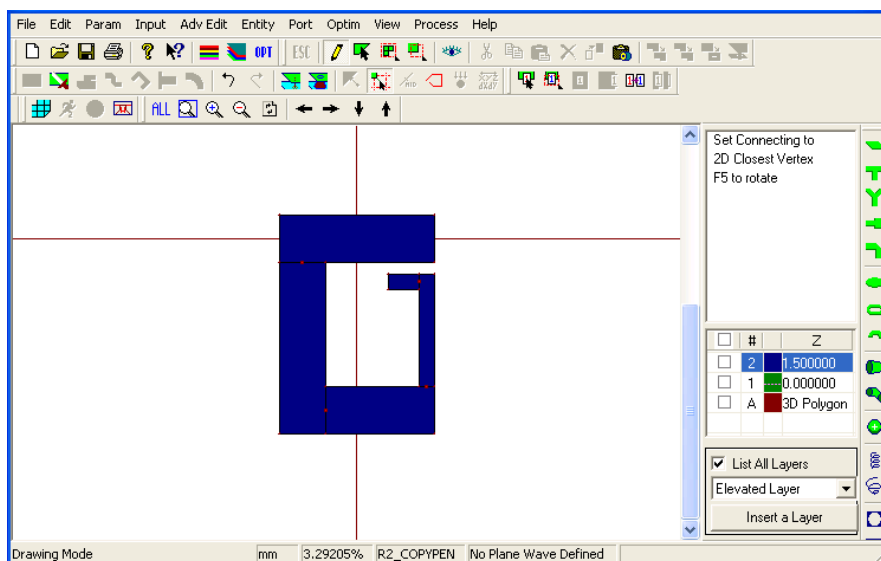 File Edit Param Input Adv Edit Entity Port Optim View Process Help
OPT ESC
ALL
Set Connecting to
2D Closest Vertex
F5 to rotate
# Z
2 1.500000
1 0.000000
A 3D Polygon
List All Layers
Elevated Layer
Insert a Layer
Drawing Mode mm 3.29205% R2_COPYPEN No Plane Wave Defined